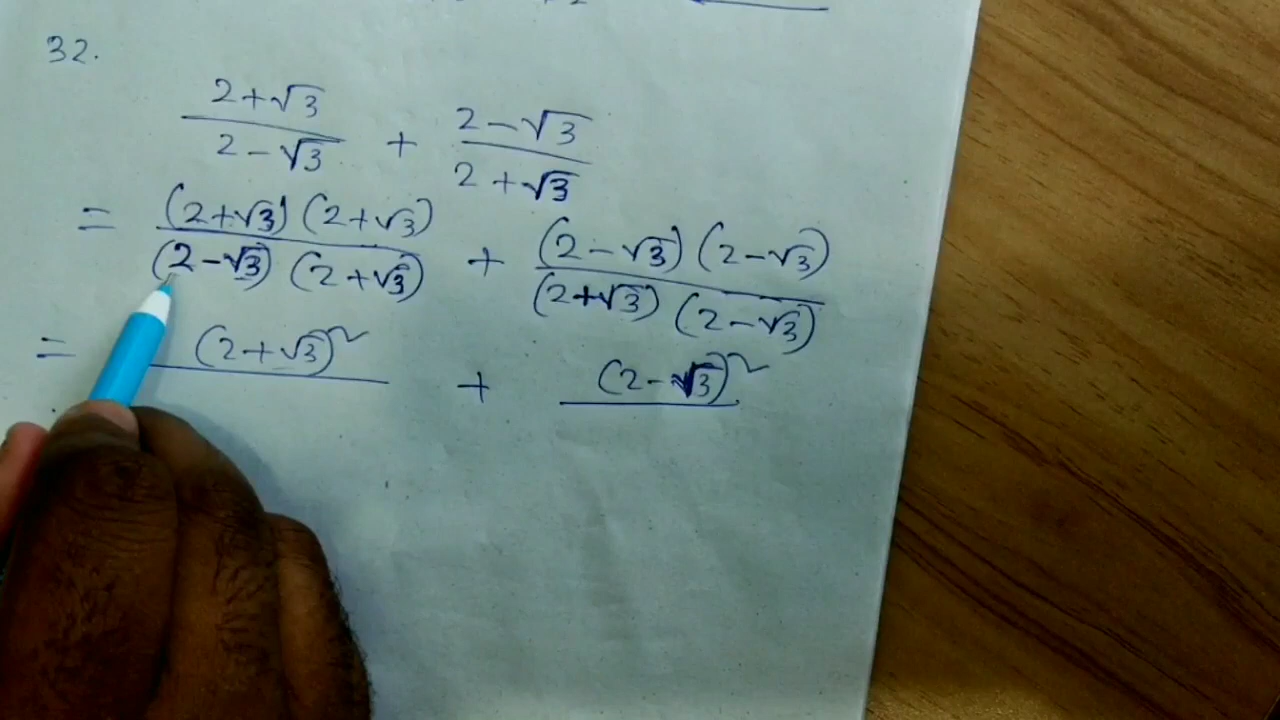 32.
(2+√3)/(2-√3) + (2-√3)/(2+√3)
= (2+√3)(2+√3)/(2-√3)(2+√3) + (2-√3)(2-√3)/(2+√3)(2-√3)
= (2+√3)²/ + (2-√3)²/